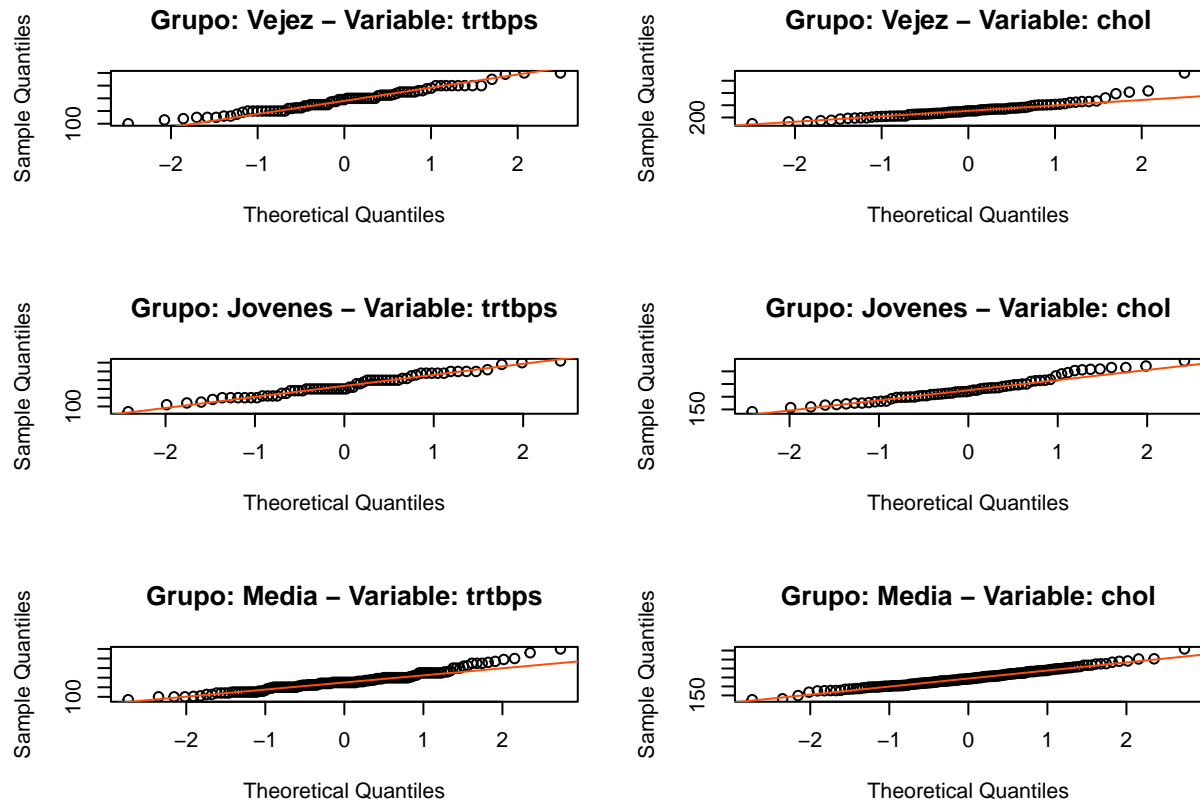 Grupo: Vejez – Variable: trtbps
Sample Quantiles
100
−2 −1 0 1 2
Theoretical Quantiles
Grupo: Vejez – Variable: chol
Sample Quantiles
200
−2 −1 0 1 2
Theoretical Quantiles
Grupo: Jovenes – Variable: trtbps
Sample Quantiles
100
−2 −1 0 1 2
Theoretical Quantiles
Grupo: Jovenes – Variable: chol
Sample Quantiles
150
−2 −1 0 1 2
Theoretical Quantiles
Grupo: Media – Variable: trtbps
Sample Quantiles
100
−2 −1 0 1 2
Theoretical Quantiles
Grupo: Media – Variable: chol
Sample Quantiles
150
−2 −1 0 1 2
Theoretical Quantiles